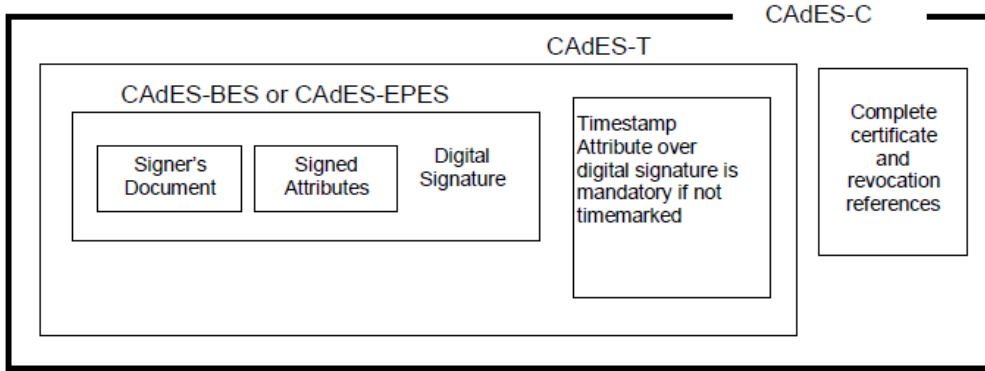 CAdES-C
CAdES-T
CAdES-BES or CAdES-EPES
Signer's
Document
Signed
Attributes
Digital
Signature
Timestamp
Attribute over
digital signature is
mandatory if not
timemarked
Complete
certificate
and
revocation
references